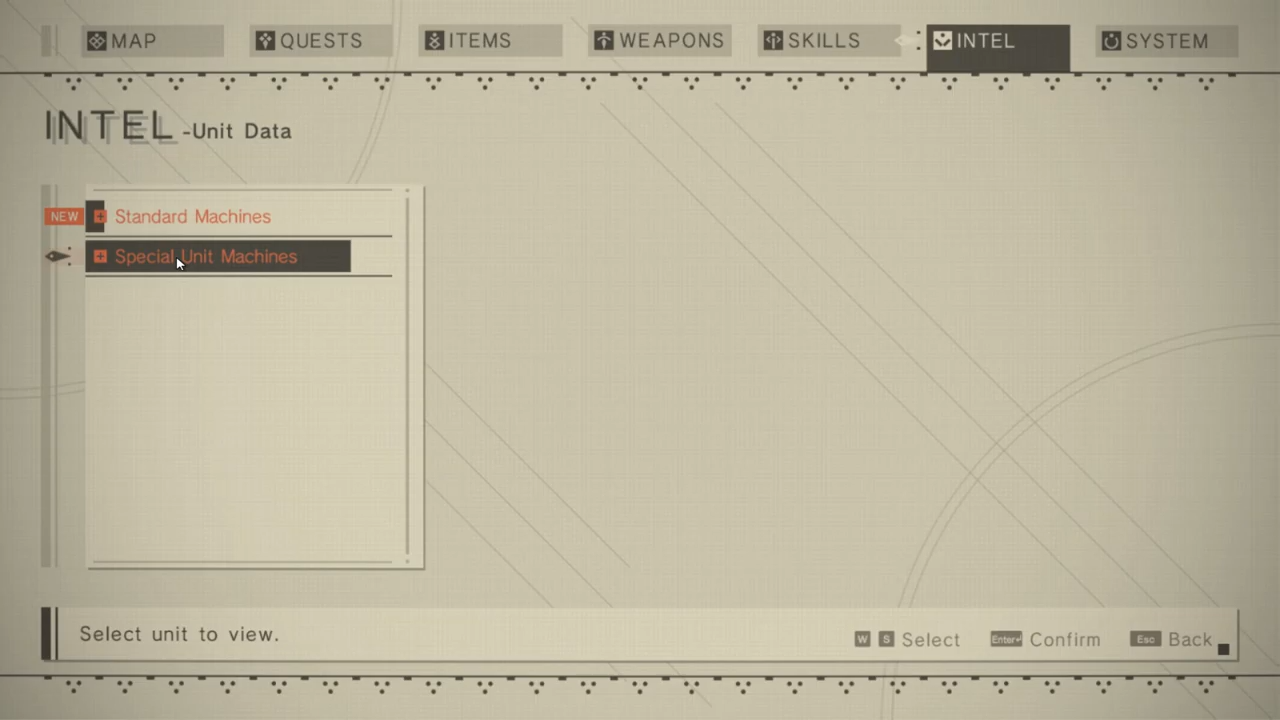 MAP QUESTS ITEMS WEAPONS SKILLS INTEL SYSTEM
INTEL -Unit Data
NEW Standard Machines
Special Unit Machines
Select unit to view.
W S Select Enter↵ Confirm Esc Back